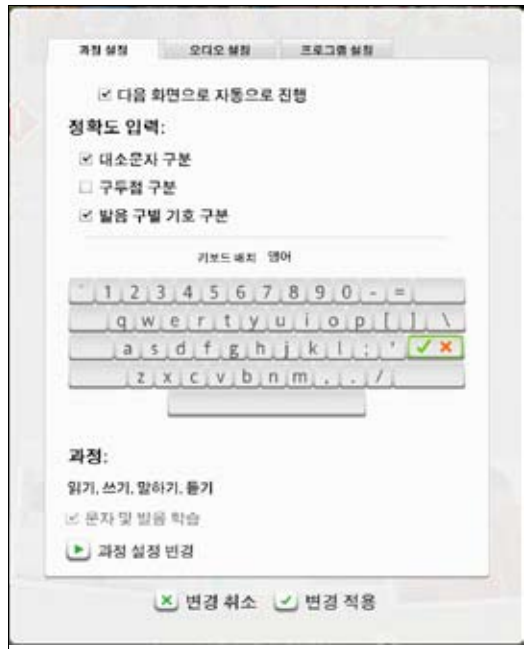 과정 설정 오디오 설정 프로그램 설정
다음 화면으로 자동으로 진행
정확도 입력:
대소문자 구분
구두점 구분
발음 구별 기호 구분
키보드 배치 영어
` 1 2 3 4 5 6 7 8 9 0 - =
q w e r t y u i o p [ ] \
a s d f g h j k l ; '
z x c v b n m , . /
과정:
읽기, 쓰기, 말하기, 듣기
문자 및 발음 학습
과정 설정 변경
변경 취소 변경 적용